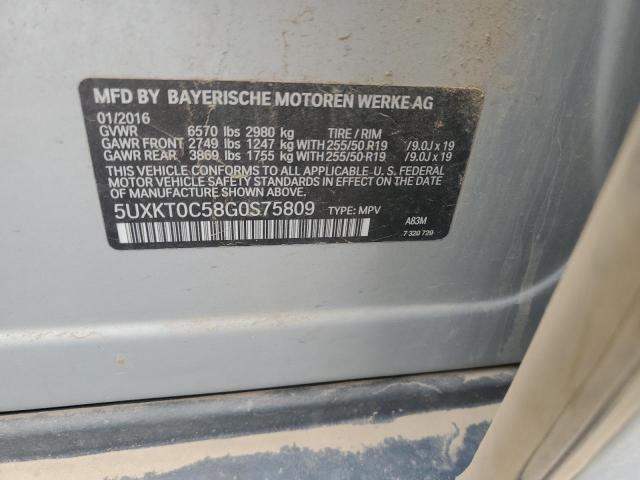 MFD BY BAYERISCHE MOTOREN WERKE AG
01/2016
GVWR 6570 lbs 2980 kg TIRE / RIM
GAWR FRONT 2749 lbs 1247 kg WITH 255/50 R19 /9.0J x 19
GAWR REAR 3869 lbs 1755 kg WITH 255/50 R19 /9.0J x 19
THIS VEHICLE CONFORMS TO ALL APPLICABLE U. S. FEDERAL
MOTOR VEHICLE SAFETY STANDARDS IN EFFECT ON THE DATE
OF MANUFACTURE SHOWN ABOVE.
5UXKT0C58G0S75809 TYPE: MPV
A83M
7 320 729